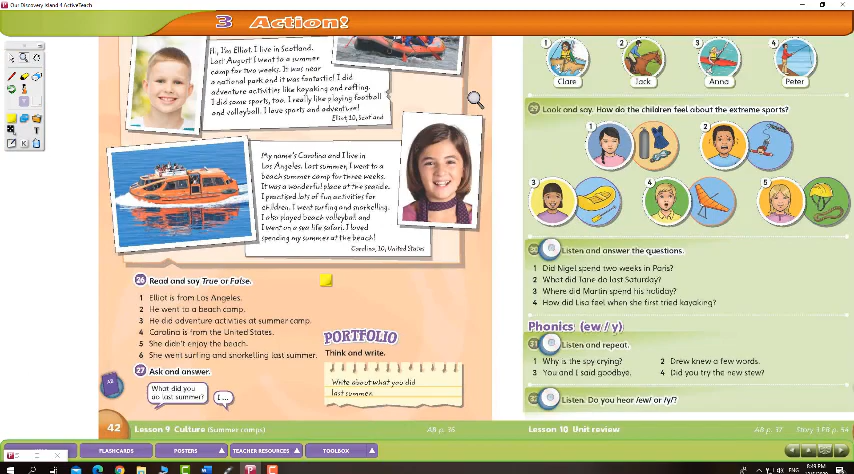 Our Discovery Island 4 ActiveTeach
3 Action!
Hi, I'm Elliot. I live in Scotland.
Last August I went to a summer
camp for two weeks. It was near
a national park and it was fantastic! I did
adventure activities like kayaking and rafting.
I did some sports, too. I really like playing football
and volleyball. I love sports and adventure!
Elliot, 10, Scotland
My name's Carolina and I live in
Los Angeles. Last summer, I went to a
beach summer camp for three weeks.
It was a wonderful place at the seaside.
I practised lots of fun activities for
children. I went surfing and snorkelling.
I also played beach volleyball and
I went on a sea life safari. I loved
spending my summer at the beach!
Carolina, 10, United States
26 Read and say True or False.
1 Elliot is from Los Angeles.
2 He went to a beach camp.
3 He did adventure activities at summer camp.
4 Carolina is from the United States.
5 She didn't enjoy the beach.
6 She went surfing and snorkelling last summer.
27 Ask and answer.
What did you
do last summer?
I ...
PORTFOLIO
Think and write.
Write about what you did
last summer.
42 Lesson 9 Culture (Summer camps) AB p. 36
1 2 3 4
Clare Jack Anna Peter
29 Look and say. How do the children feel about the extreme sports?
1 2
3 4 5
30 Listen and answer the questions.
1 Did Nigel spend two weeks in Paris?
2 What did Jane do last Saturday?
3 Where did Martin spend his holiday?
4 How did Lisa feel when she first tried kayaking?
Phonics (ew / y)
31 Listen and repeat.
1 Why is the spy crying? 2 Drew knew a few words.
3 You and I said goodbye. 4 Did you try the new stew?
32 Listen. Do you hear /ew/ or /y/?
Lesson 10 Unit review AB p. 37
FLASHCARDS POSTERS TEACHER RESOURCES TOOLBOX
ENG
8:49 PM